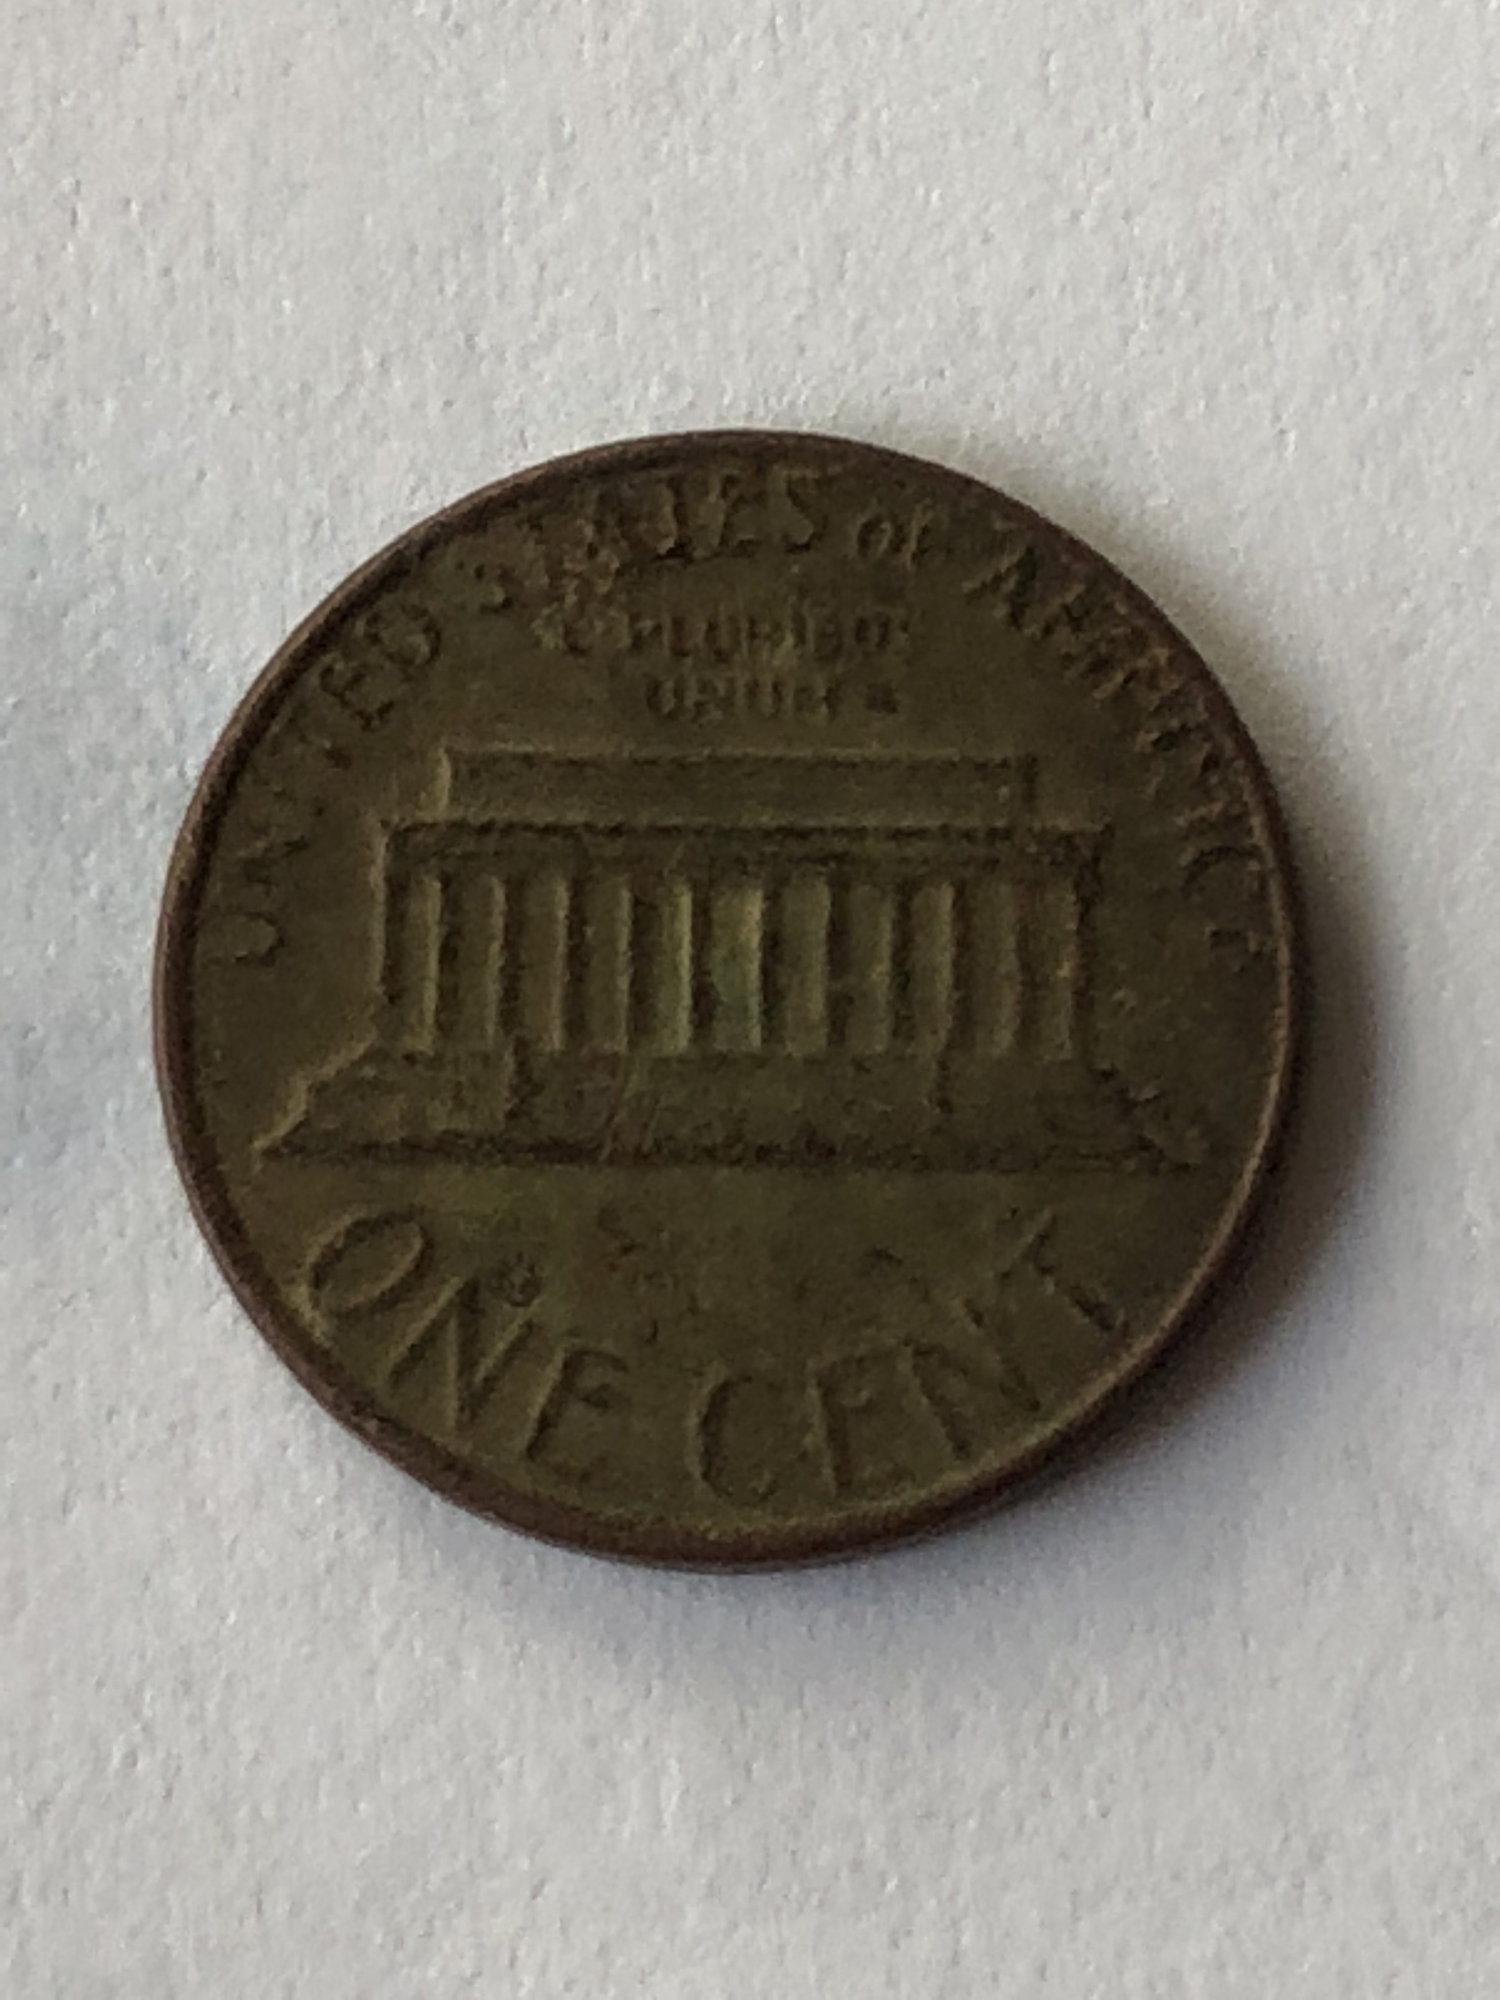 UNITED STATES of AMERICA
E PLURIBUS
UNUM
ONE CENT